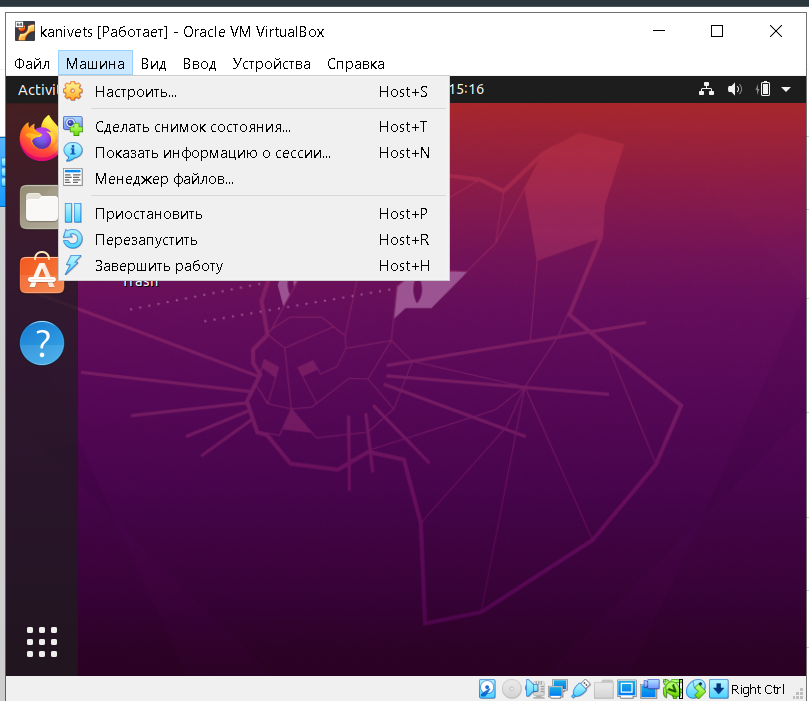 kanivets [Работает] - Oracle VM VirtualBox
Файл Машина Вид Ввод Устройства Справка
Activi 15:16
Настроить... Host+S
Сделать снимок состояния... Host+T
Показать информацию о сессии... Host+N
Менеджер файлов...
Приостановить Host+P
Перезапустить Host+R
Завершить работу Host+H
Trash
Right Ctrl